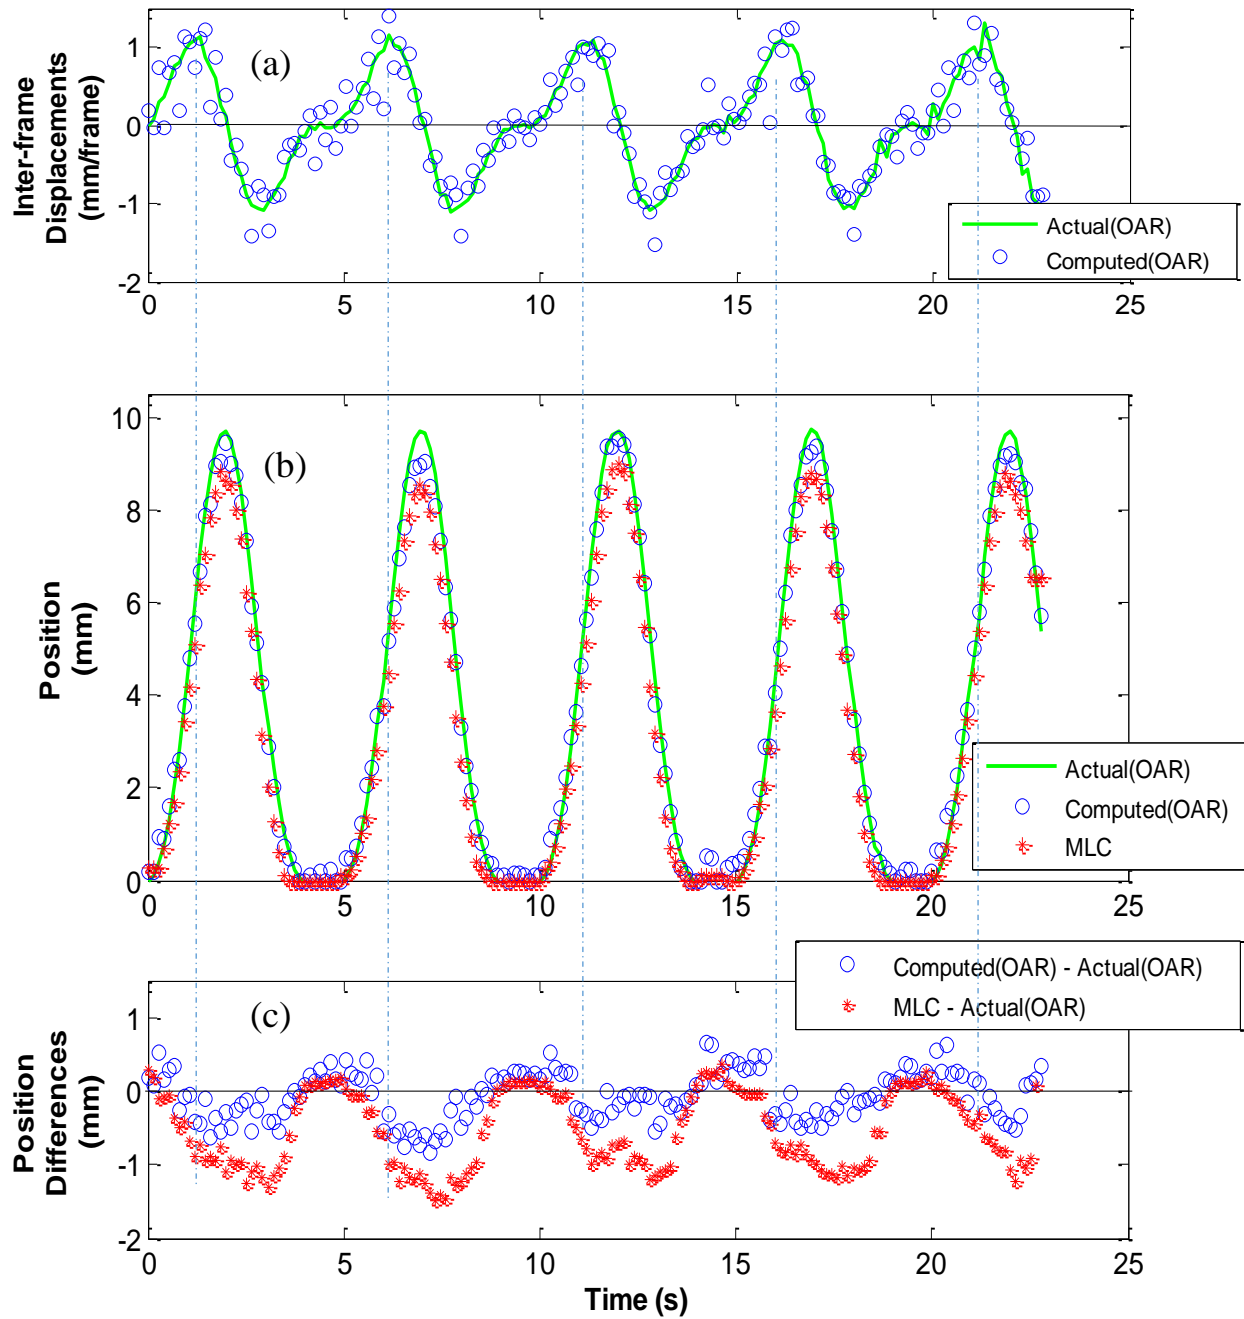 Inter-frame
Displacements
(mm/frame)
(a)
1
0
-1
-2
0
5
10
15
20
25
Actual(OAR)
Computed(OAR)
Position
(mm)
(b)
10
8
6
4
2
0
0
5
10
15
20
25
Actual(OAR)
Computed(OAR)
MLC
Computed(OAR) - Actual(OAR)
MLC - Actual(OAR)
Position
Differences
(mm)
(c)
1
0
-1
-2
0
5
10
15
20
25
Time (s)